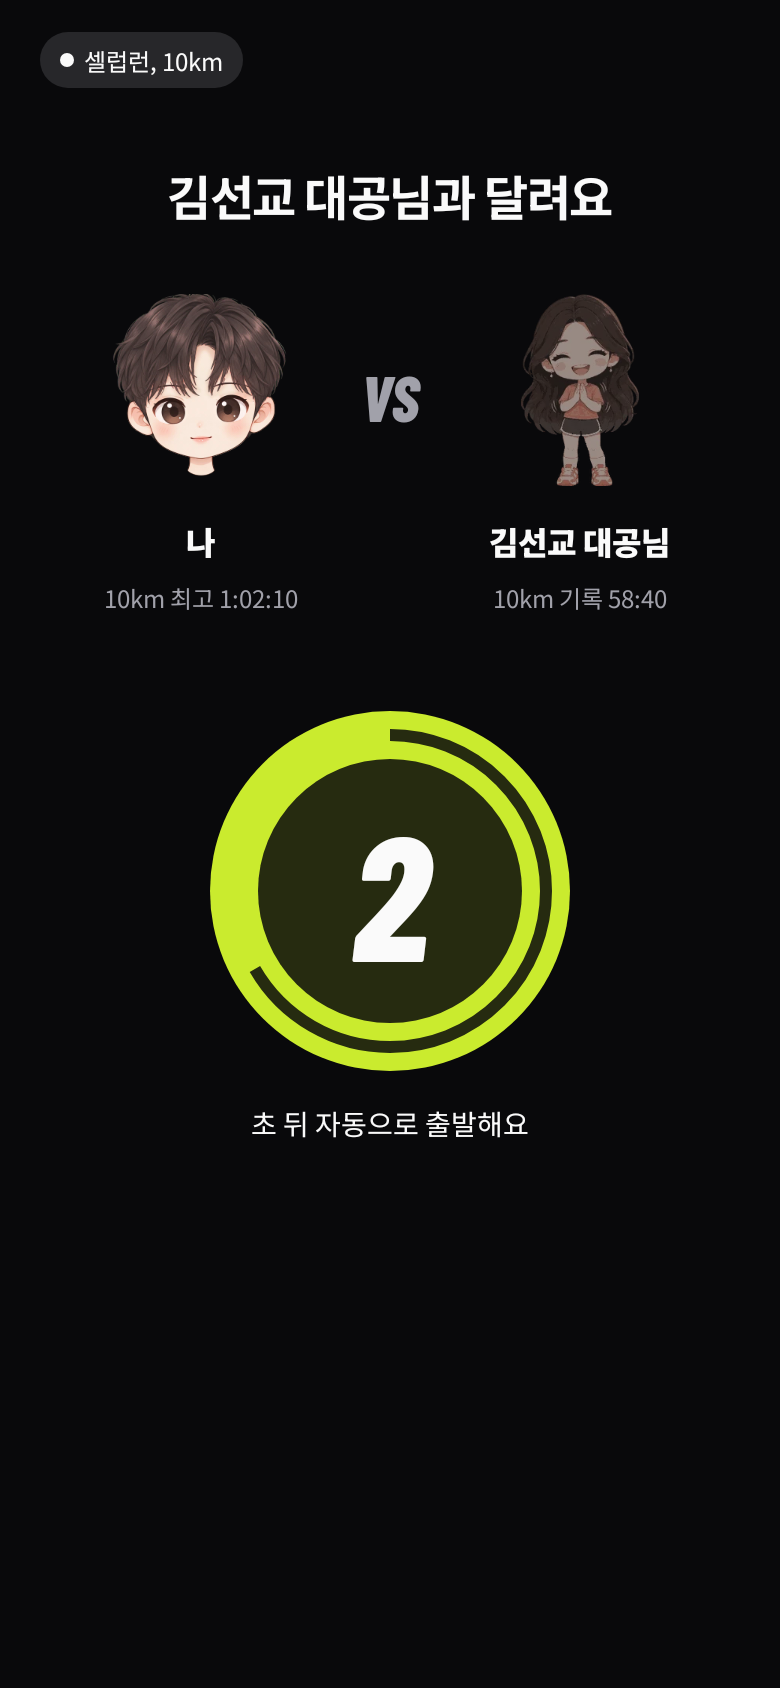 셀럽런, 10km
김선교 대공님과 달려요
VS
나
김선교 대공님
10km 최고 1:02:10
10km 기록 58:40
2
초 뒤 자동으로 출발해요